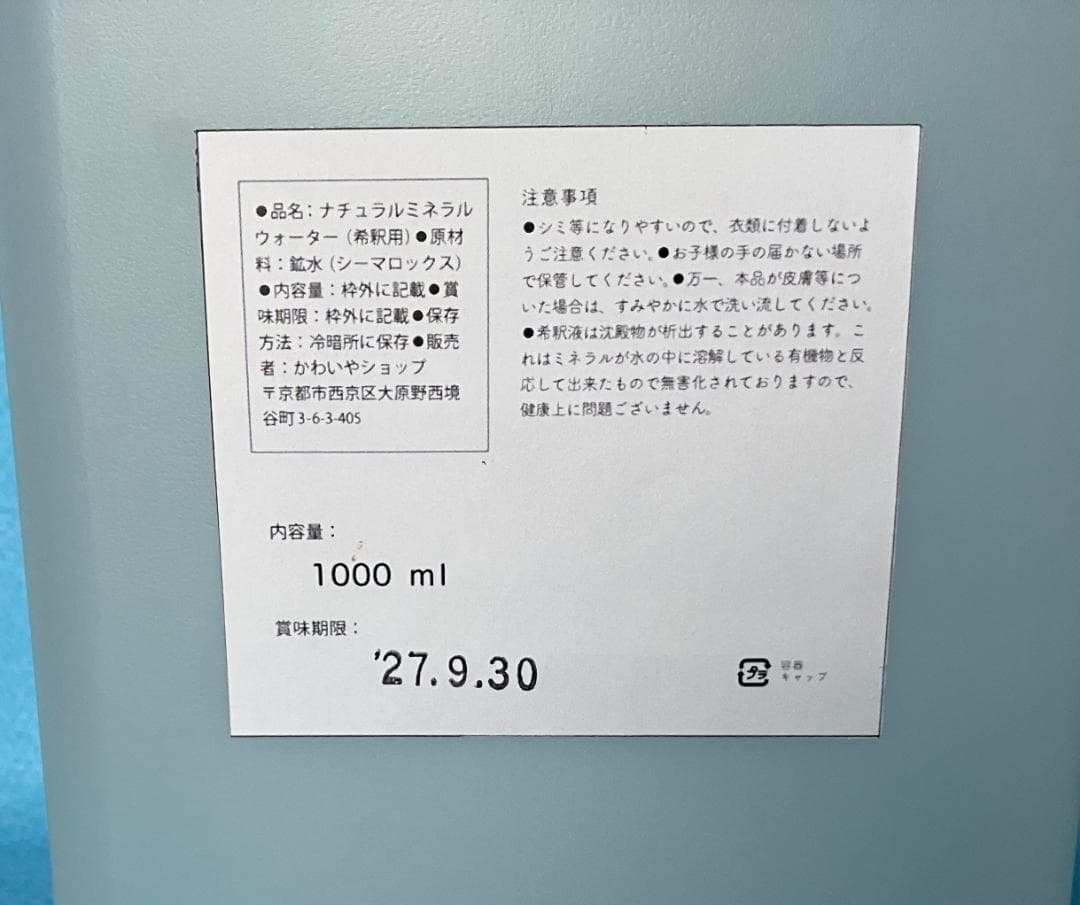 ●品名：ナチュラルミネラル
ウォーター（希釈用）●原材
料：鉱水（シーマロックス）
●内容量：枠外に記載●賞
味期限：枠外に記載●保存
方法：冷暗所に保存●販売
者：かわいやショップ
〒京都市西京区大原野西境
谷町3-6-3-405
注意事項
●シミ等になりやすいので、衣類に付着しないよ
うご注意ください。●お子様の手の届かない場所
で保管してください。●万一、本品が皮膚等につ
いた場合は、すみやかに水で洗い流してください。
●希釈液は沈殿物が析出することがあります。こ
れはミネラルが水の中に溶解している有機物と反
応して出来たもので無害化されておりますので、
健康上に問題ございません。
内容量：
1000 ml
賞味期限：
'27.9.30
プラ
容器
キャップ